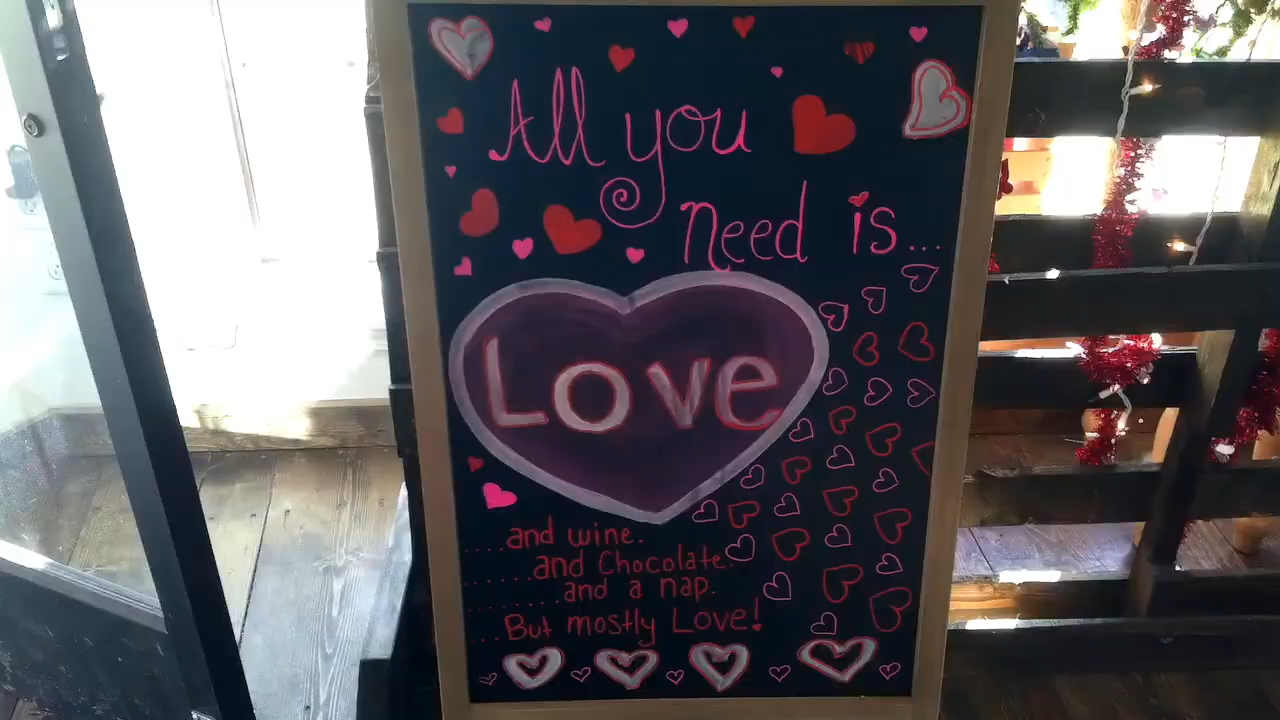 All you
need is...
Love
....and wine.
......and Chocolate.
........and a nap.
...But mostly Love!